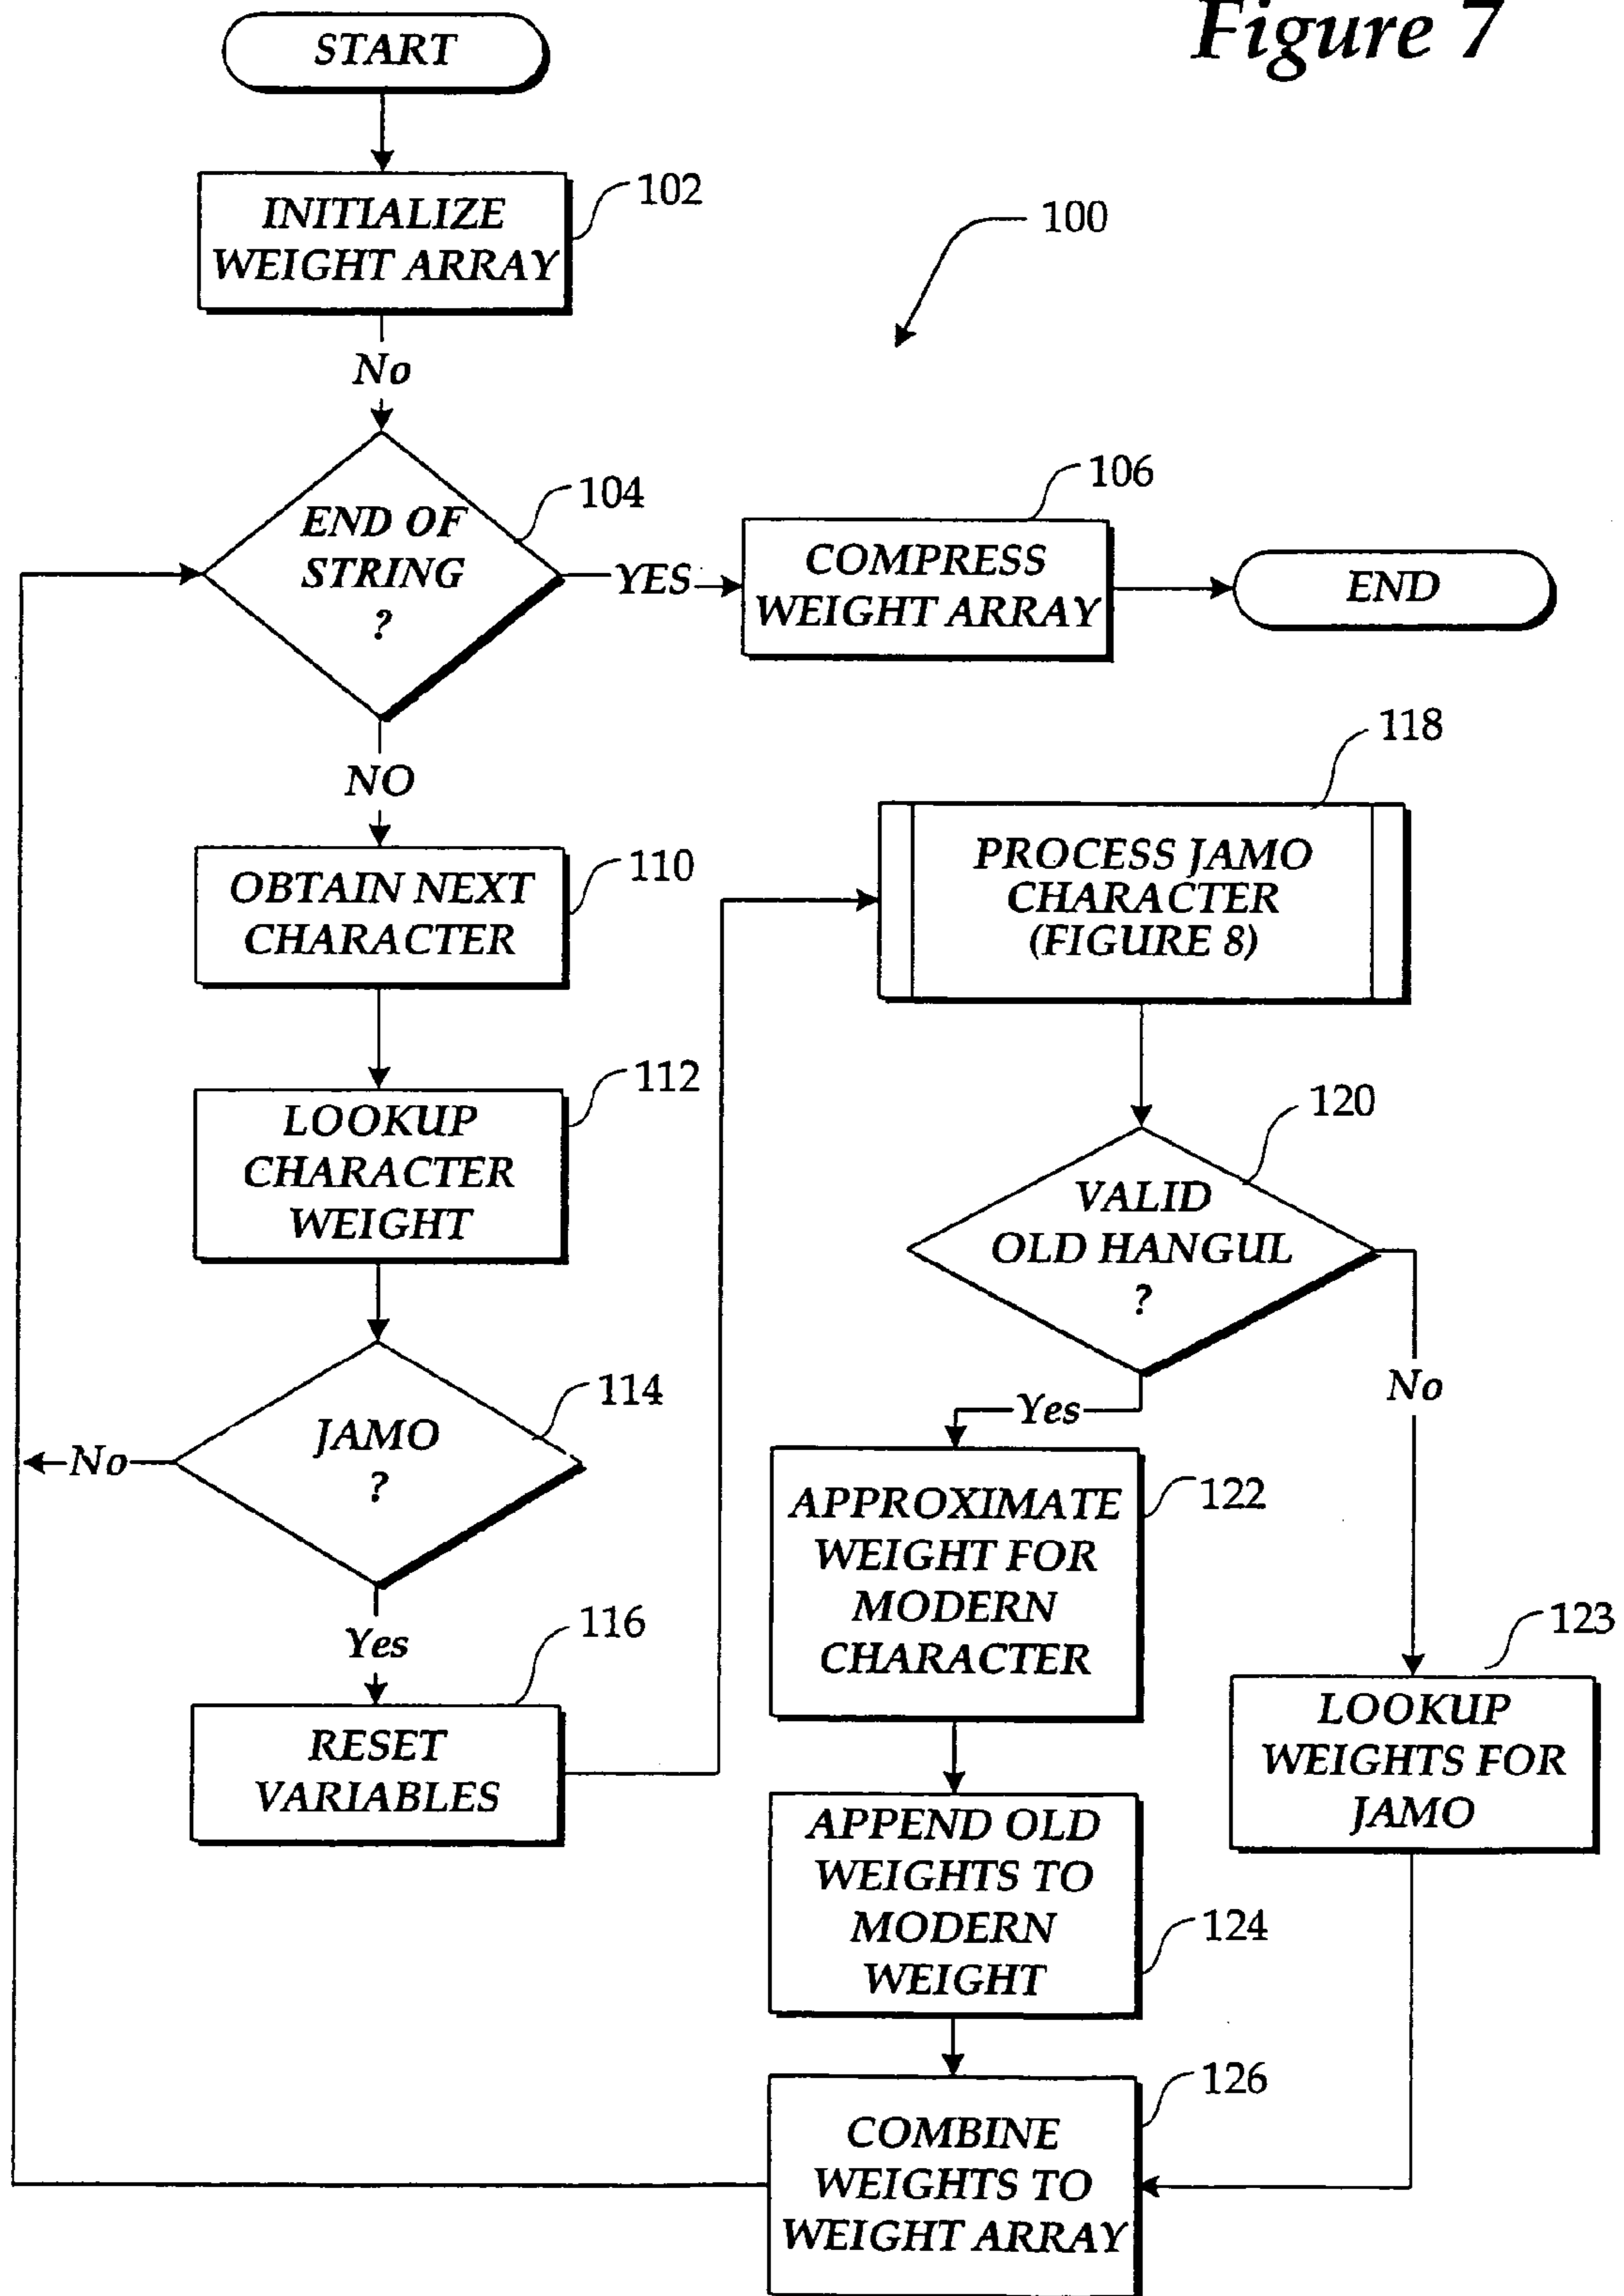 Figure 7
START
INITIALIZE
WEIGHT ARRAY
102
100
No
END OF
STRING
?
104
YES
COMPRESS
WEIGHT ARRAY
106
END
NO
OBTAIN NEXT
CHARACTER
110
LOOKUP
CHARACTER
WEIGHT
112
JAMO
?
114
No
Yes
RESET
VARIABLES
116
PROCESS JAMO
CHARACTER
(FIGURE 8)
118
VALID
OLD HANGUL
?
120
Yes
No
APPROXIMATE
WEIGHT FOR
MODERN
CHARACTER
122
LOOKUP
WEIGHTS FOR
JAMO
123
APPEND OLD
WEIGHTS TO
MODERN
WEIGHT
124
COMBINE
WEIGHTS TO
WEIGHT ARRAY
126